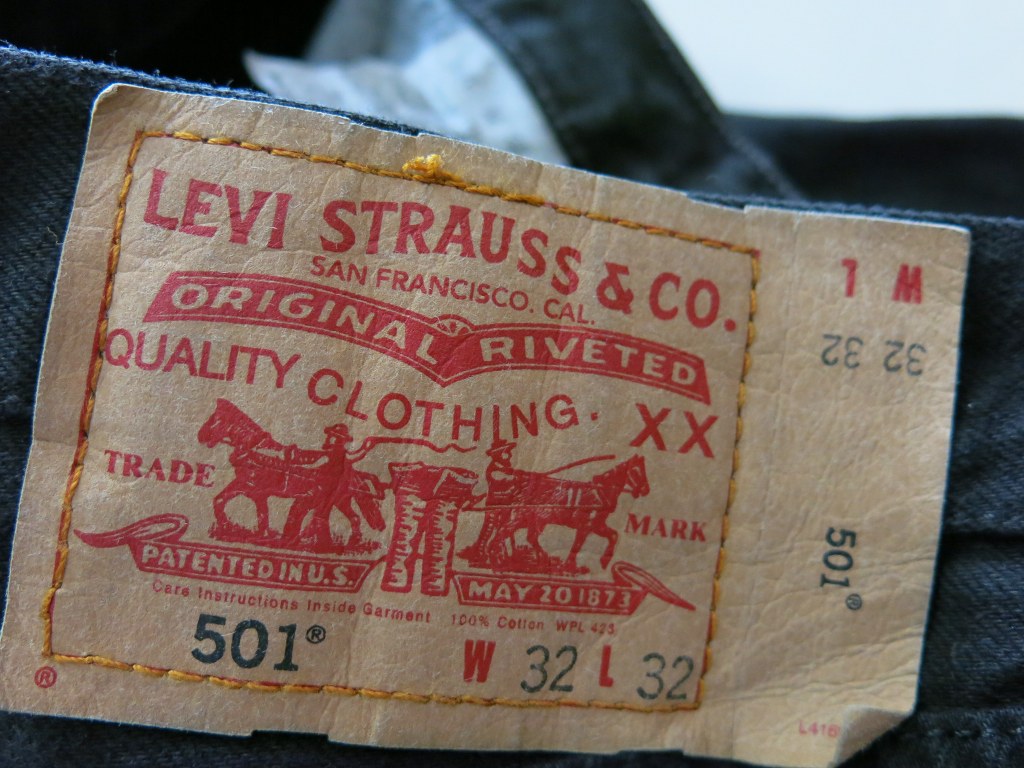 LEVI STRAUSS & CO.
SAN FRANCISCO. CAL.
ORIGINAL RIVETED
QUALITY CLOTHING.
XX
TRADE MARK
PATENTED IN U.S. MAY 20 1873
Care Instructions Inside Garment 100% Cotton WPL 423
501®
W 32 L 32
®
W L
32 32
501®
L416